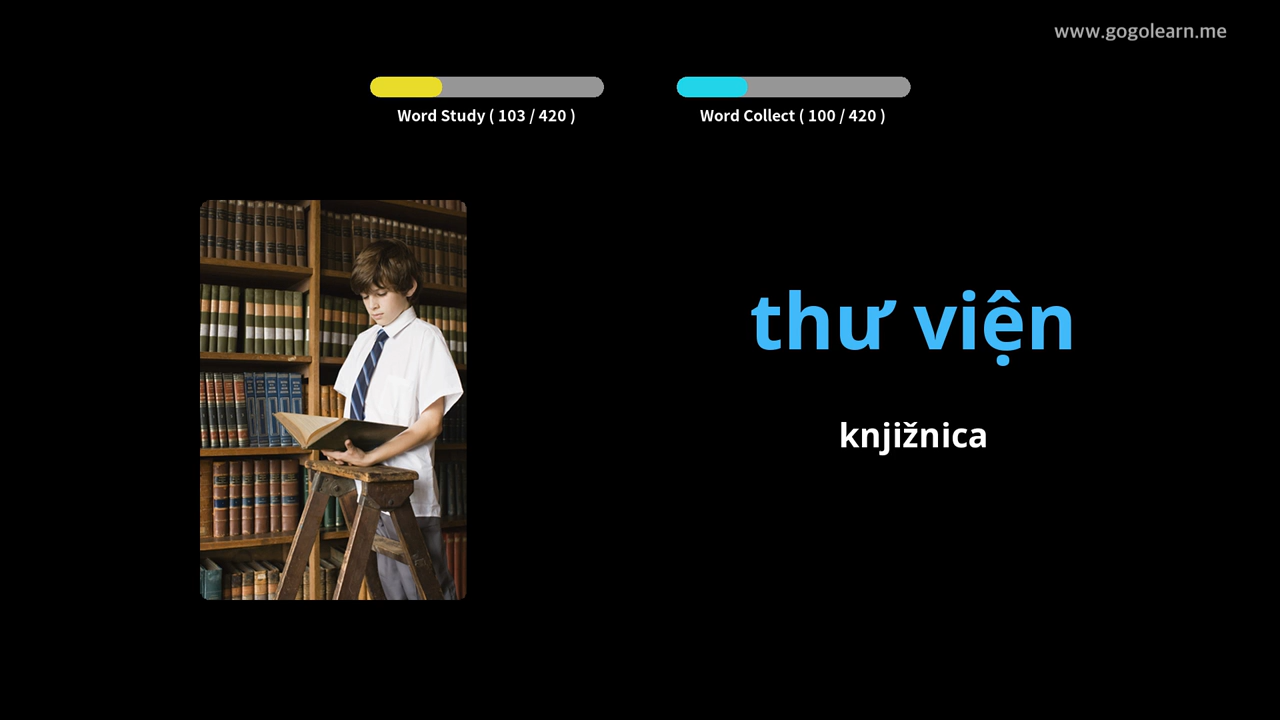 www.gogolearn.me
Word Study ( 103 / 420 )
Word Collect ( 100 / 420 )
thư viện
knjižnica